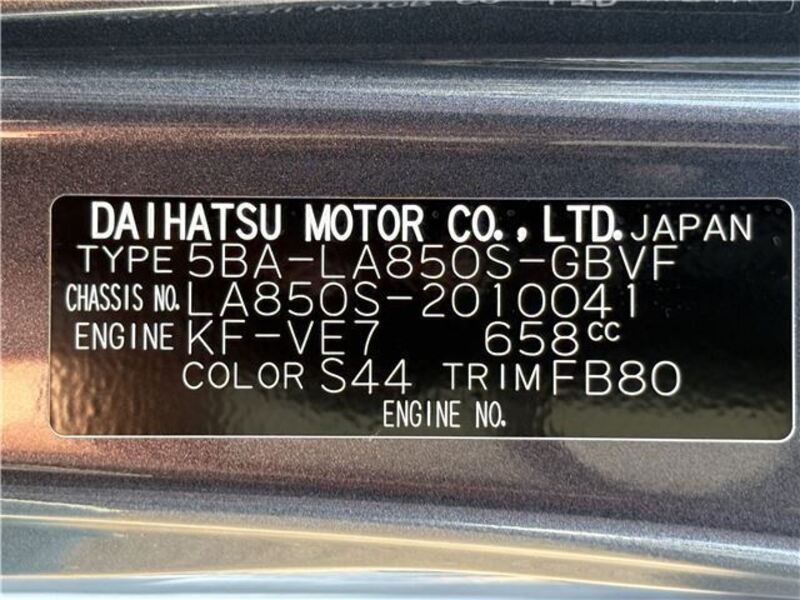 DAIHATSU MOTOR CO., LTD. JAPAN
TYPE 5BA-LA850S-GBVF
CHASSIS NO. LA850S-2010041
ENGINE KF-VE7 658cc
COLOR S44 TRIM FB80
ENGINE NO.